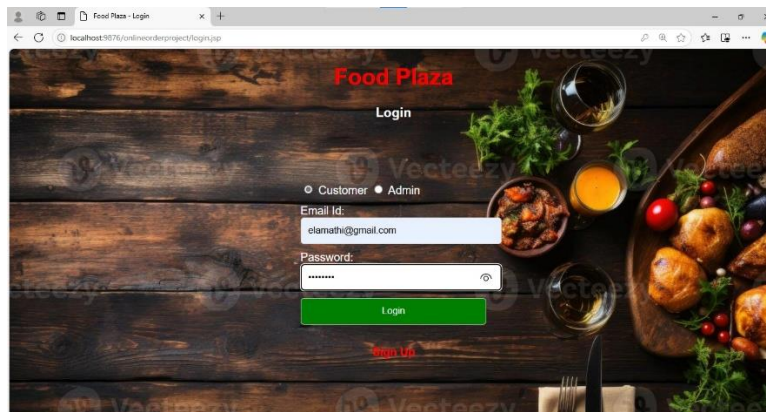 Food Plaza - Login
localhost:9876/onlineorderproject/login.jsp
Food Plaza
Login
Customer Admin
Email Id:
elamathi@gmail.com
Password:
••••••••
Login
Sign Up
Vecteezy
Vecteezy